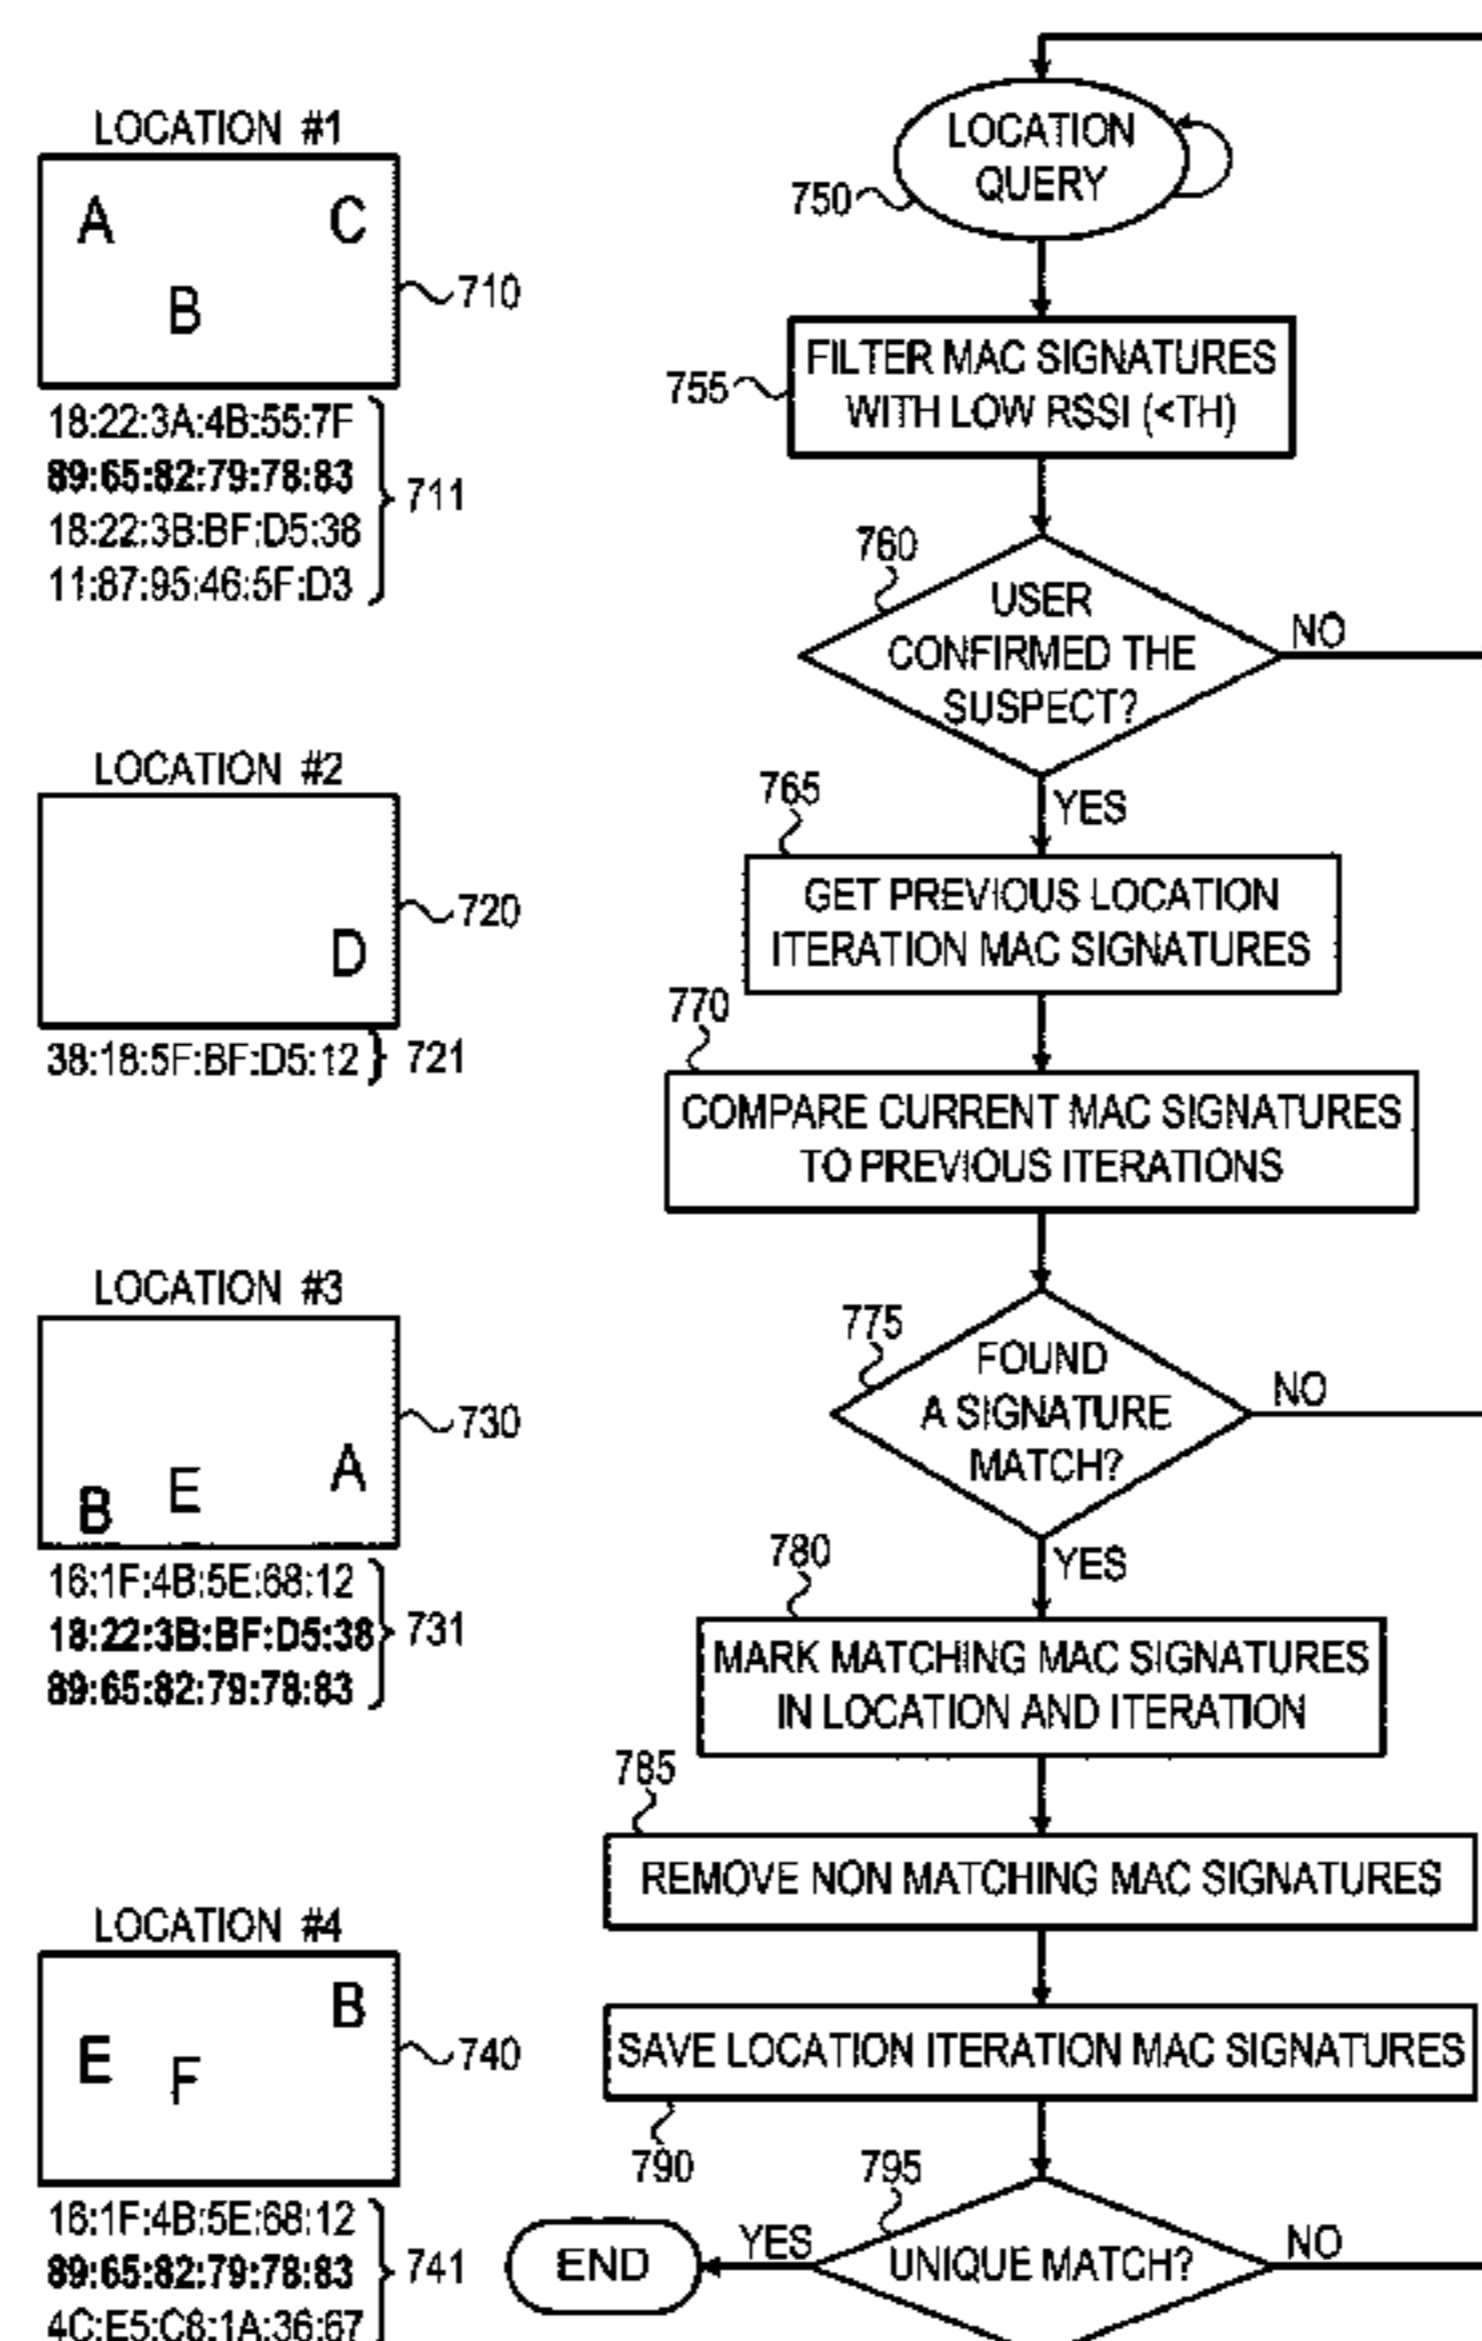 LOCATION #1
A
C
B
710
18:22:3A:4B:55:7F
89:65:82:79:78:83
18:22:3B:BF:D5:38
11:87:95:46:5F:D3
711
LOCATION #2
D
720
38:18:5F:BF:D5:12
721
LOCATION #3
A
E
B
730
16:1F:4B:5E:68:12
18:22:3B:BF:D5:38
89:65:82:79:78:83
731
LOCATION #4
B
E
F
740
16:1F:4B:5E:68:12
89:65:82:79:78:83
4C:E5:C8:1A:36:67
741
LOCATION
QUERY
750
FILTER MAC SIGNATURES
WITH LOW RSSI (<TH)
755
760
USER
CONFIRMED THE
SUSPECT?
NO
YES
765
GET PREVIOUS LOCATION
ITERATION MAC SIGNATURES
770
COMPARE CURRENT MAC SIGNATURES
TO PREVIOUS ITERATIONS
775
FOUND
A SIGNATURE
MATCH?
NO
YES
780
MARK MATCHING MAC SIGNATURES
IN LOCATION AND ITERATION
785
REMOVE NON MATCHING MAC SIGNATURES
SAVE LOCATION ITERATION MAC SIGNATURES
790
795
UNIQUE MATCH?
YES
NO
END